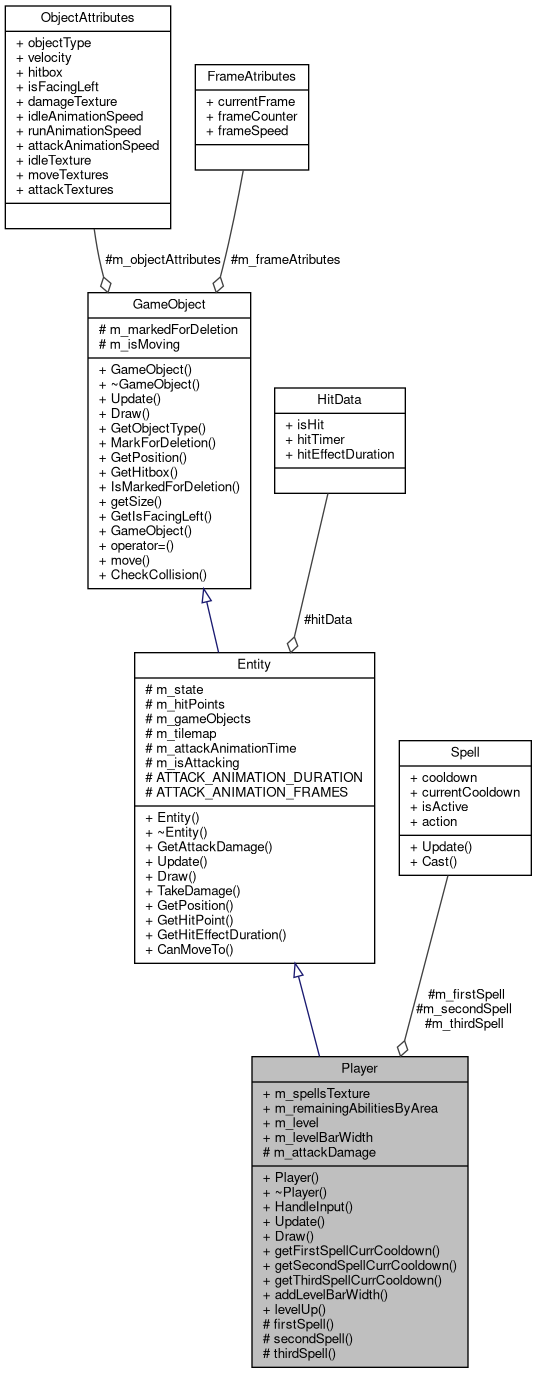 ObjectAttributes
+ objectType
+ velocity
+ hitbox
+ isFacingLeft
+ damageTexture
+ idleAnimationSpeed
+ runAnimationSpeed
+ attackAnimationSpeed
+ idleTexture
+ moveTextures
+ attackTextures
FrameAtributes
+ currentFrame
+ frameCounter
+ frameSpeed
#m_objectAttributes
#m_frameAtributes
GameObject
# m_markedForDeletion
# m_isMoving
+ GameObject()
+ ~GameObject()
+ Update()
+ Draw()
+ GetObjectType()
+ MarkForDeletion()
+ GetPosition()
+ GetHitbox()
+ IsMarkedForDeletion()
+ getSize()
+ GetIsFacingLeft()
+ GameObject()
+ operator=()
+ move()
+ CheckCollision()
HitData
+ isHit
+ hitTimer
+ hitEffectDuration
#hitData
Entity
# m_state
# m_hitPoints
# m_gameObjects
# m_tilemap
# m_attackAnimationTime
# m_isAttacking
# ATTACK_ANIMATION_DURATION
# ATTACK_ANIMATION_FRAMES
+ Entity()
+ ~Entity()
+ GetAttackDamage()
+ Update()
+ Draw()
+ TakeDamage()
+ GetPosition()
+ GetHitPoint()
+ GetHitEffectDuration()
+ CanMoveTo()
Spell
+ cooldown
+ currentCooldown
+ isActive
+ action
+ Update()
+ Cast()
#m_firstSpell
#m_secondSpell
#m_thirdSpell
Player
+ m_spellsTexture
+ m_remainingAbilitiesByArea
+ m_level
+ m_levelBarWidth
# m_attackDamage
+ Player()
+ ~Player()
+ HandleInput()
+ Update()
+ Draw()
+ getFirstSpellCurrCooldown()
+ getSecondSpellCurrCooldown()
+ getThirdSpellCurrCooldown()
+ addLevelBarWidth()
+ levelUp()
# firstSpell()
# secondSpell()
# thirdSpell()